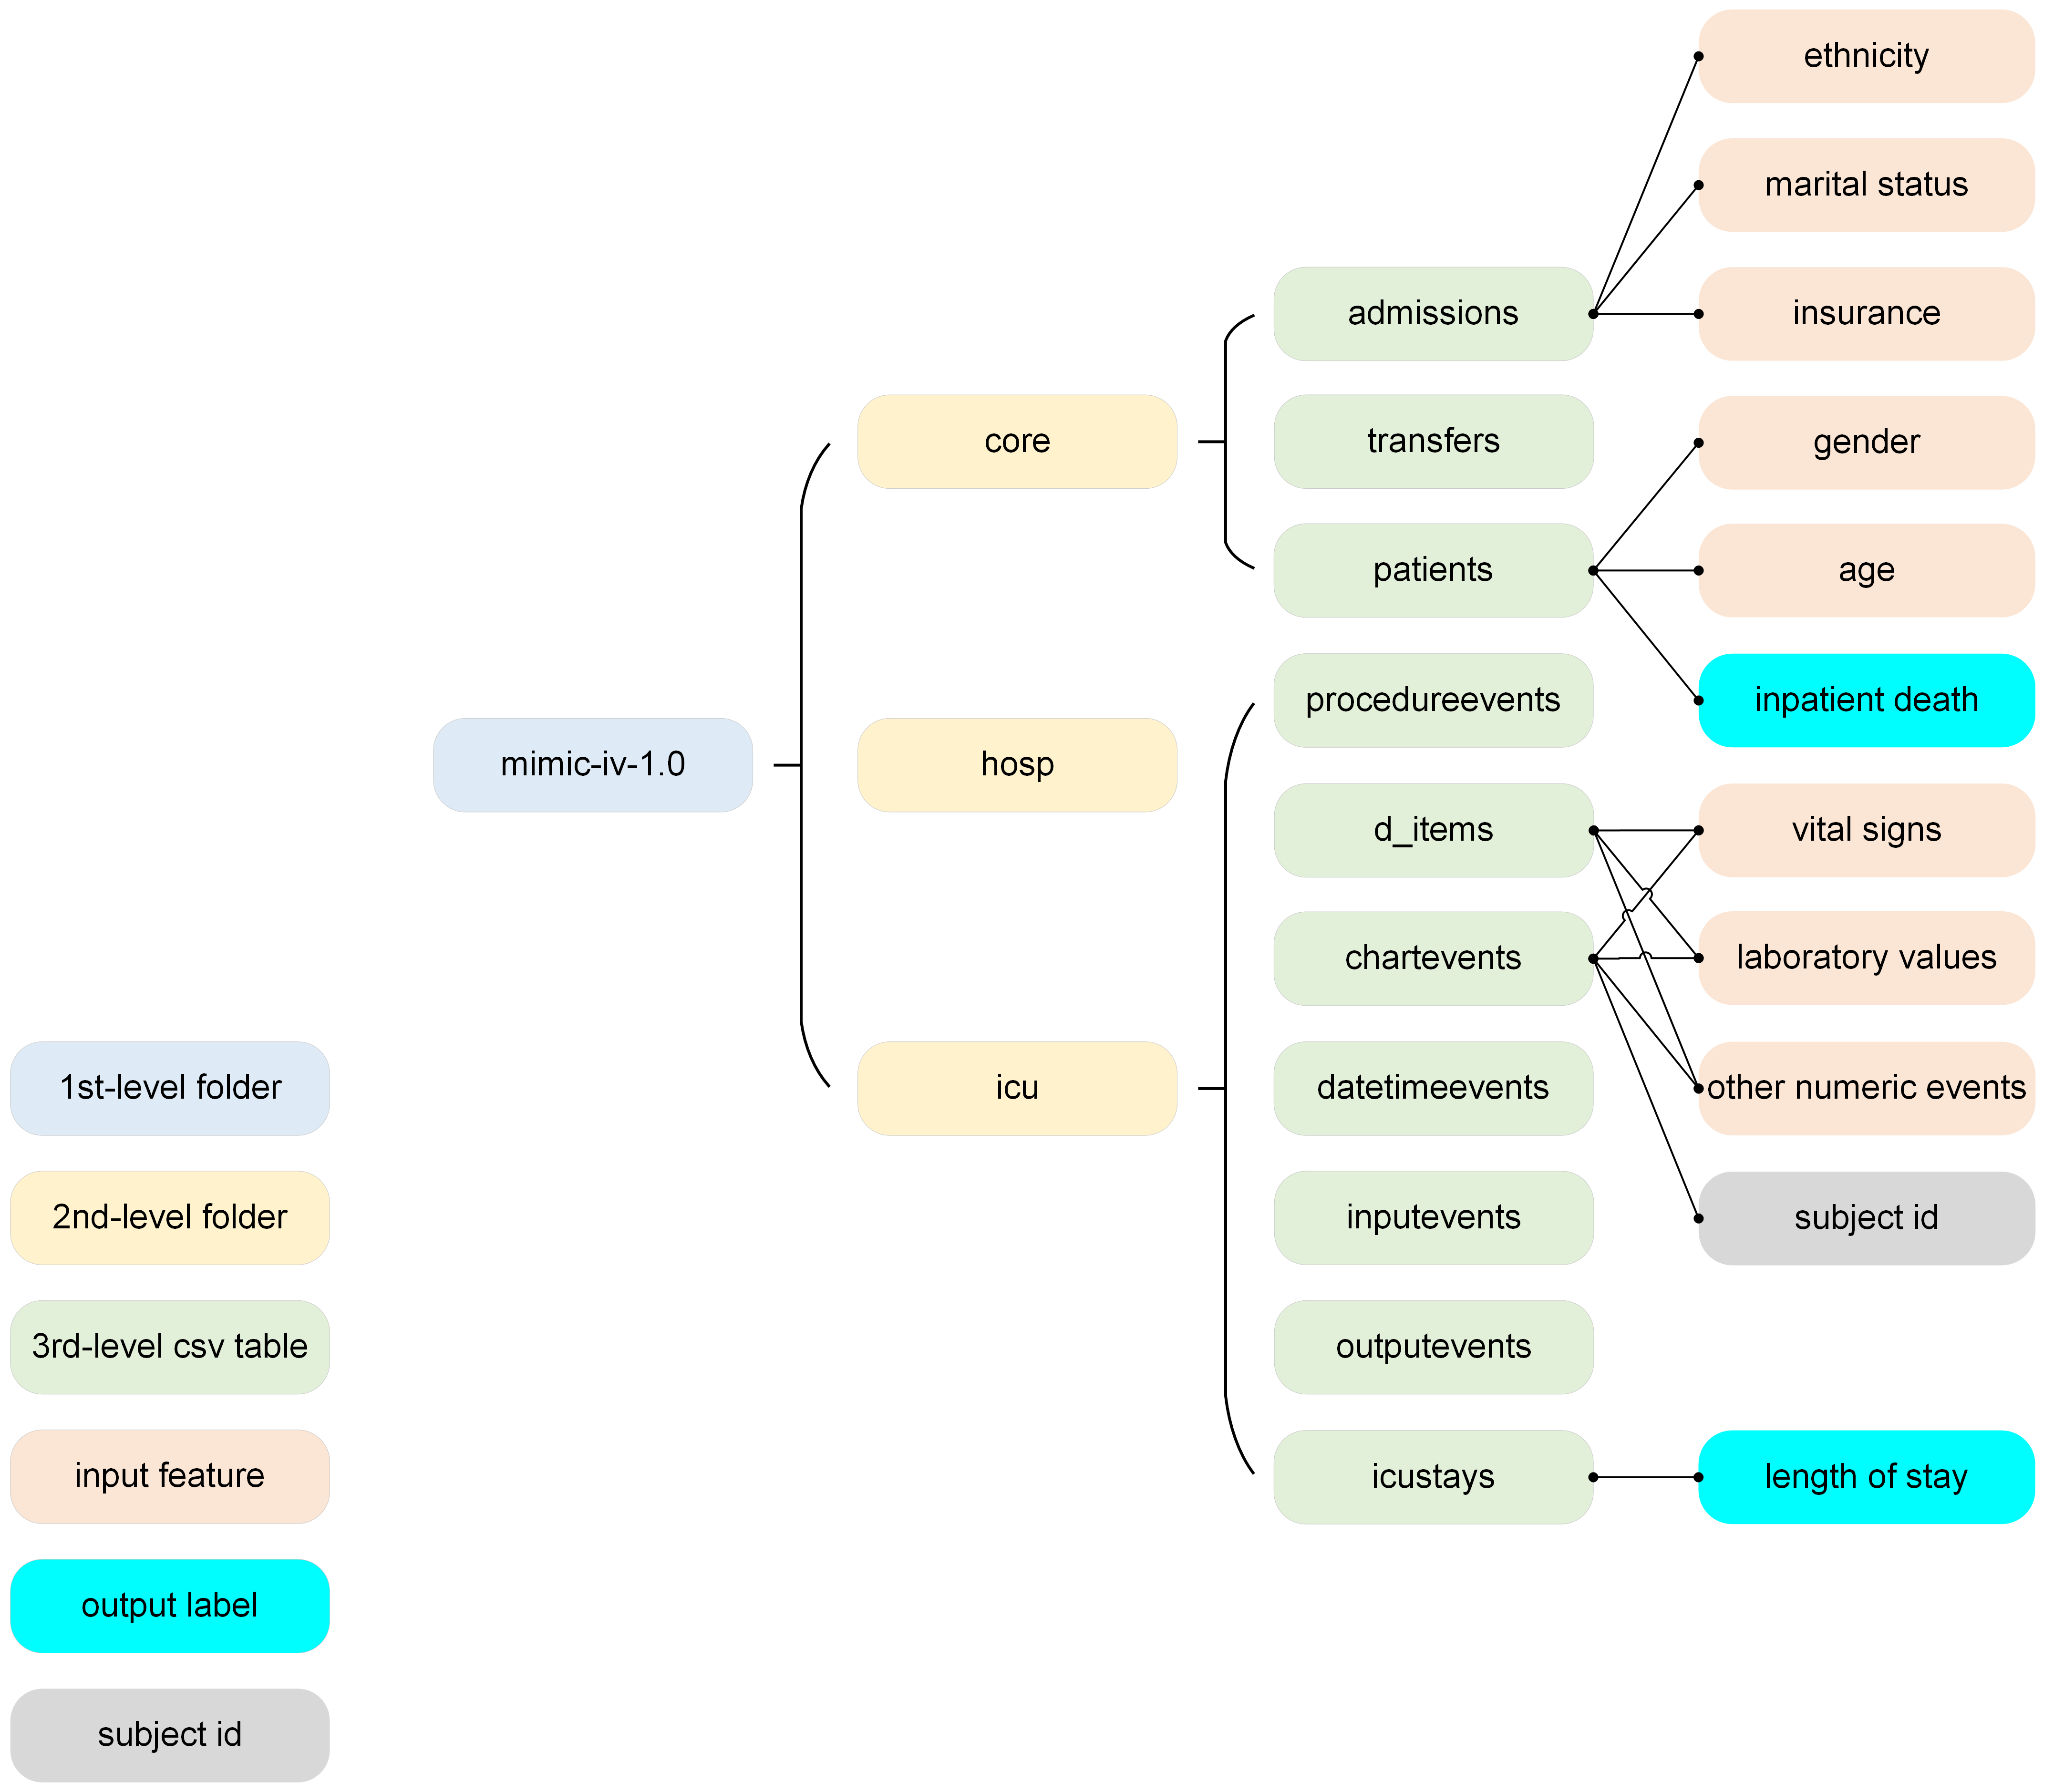 ethnicity
marital status
admissions
insurance
core
transfers
gender
patients
age
procedureevents
inpatient death
mimic-iv-1.0
hosp
d_items
vital signs
chartevents
laboratory values
1st-level folder
icu
datetimeevents
other numeric events
2nd-level folder
inputevents
subject id
3rd-level csv table
outputevents
input feature
icustays
length of stay
output label
subject id